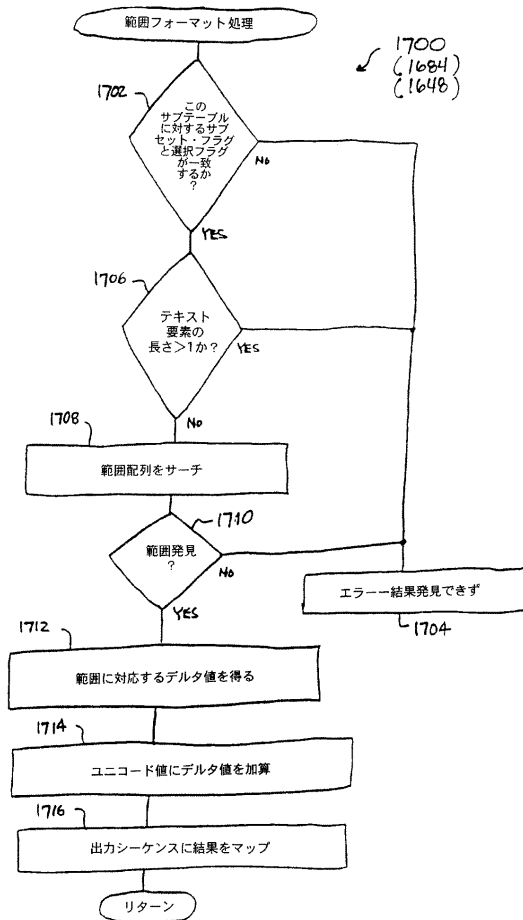 範囲フォーマット処理
1700
(1684)
(1648)
1702
この
サブテーブル
に対するサブ
セット・フラグ
と選択フラグ
が一致
するか
?
No
YES
1706
テキスト
要素の
長さ>1か?
YES
No
1708
範囲配列をサーチ
1710
範囲発見
?
No
YES
エラー−結果発見できず
1704
1712
範囲に対応するデルタ値を得る
1714
ユニコード値にデルタ値を加算
1716
出力シーケンスに結果をマップ
リターン